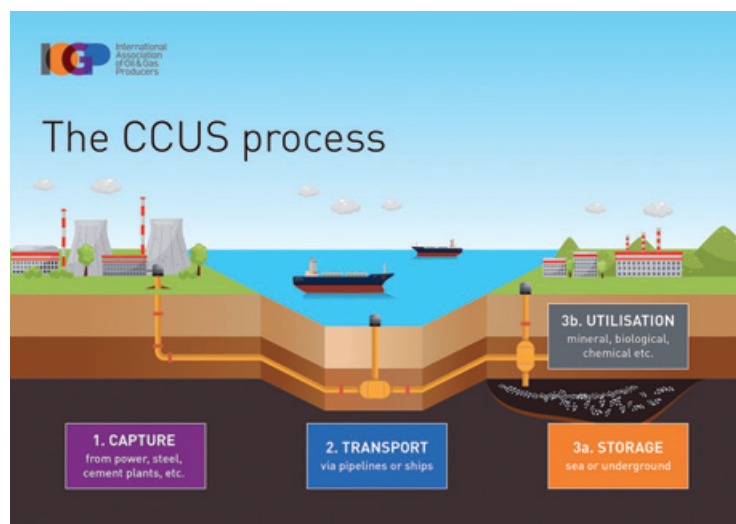 IOGP
International
Association
of Oil & Gas
Producers
The CCUS process
1. CAPTURE
from power, steel,
cement plants, etc.
2. TRANSPORT
via pipelines or ships
3b. UTILISATION
mineral, biological,
chemical etc.
3a. STORAGE
sea or underground